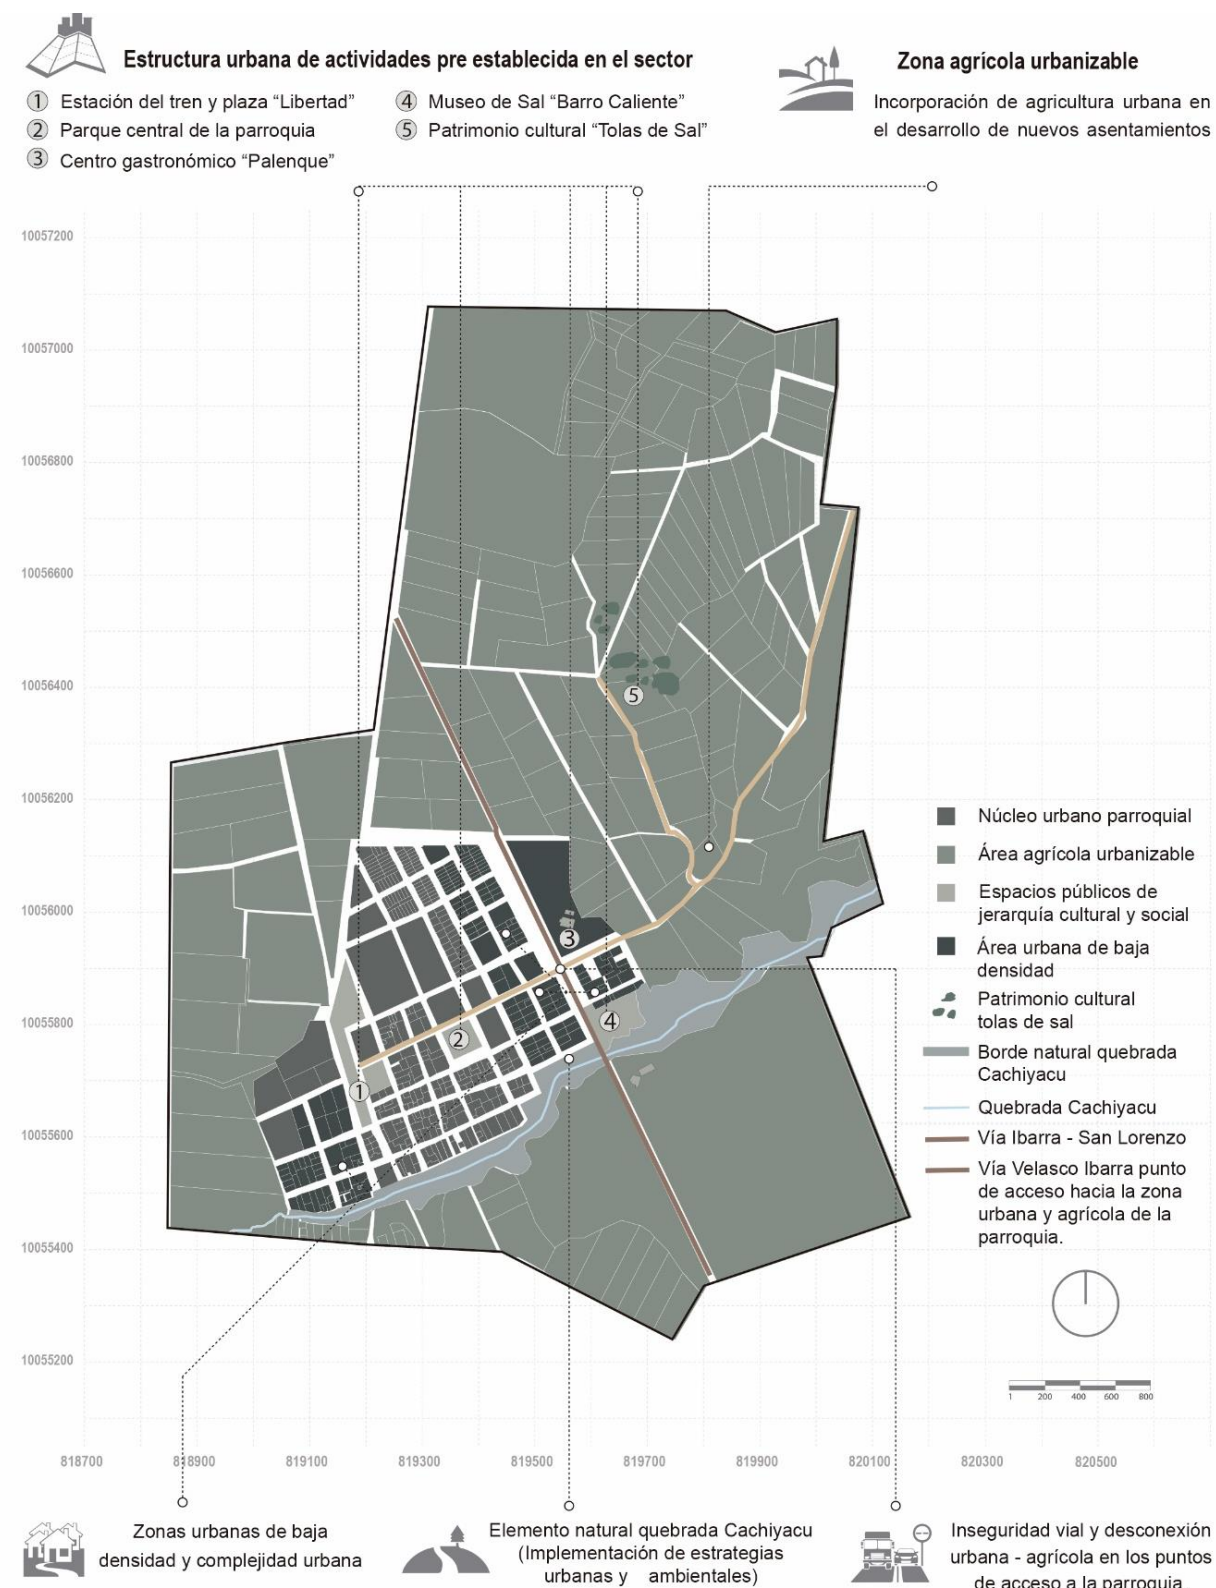 Estructura urbana de actividades pre establecida en el sector
1 Estación del tren y plaza “Libertad”
2 Parque central de la parroquia
3 Centro gastronómico “Palenque”
4 Museo de Sal “Barro Caliente”
5 Patrimonio cultural “Tolas de Sal”
Zona agrícola urbanizable
Incorporación de agricultura urbana en
el desarrollo de nuevos asentamientos
10057200
10057000
10056800
10056600
10056400
10056200
10056000
10055800
10055600
10055400
10055200
5
3
4
2
1
Núcleo urbano parroquial
Área agrícola urbanizable
Espacios públicos de
jerarquía cultural y social
Área urbana de baja
densidad
Patrimonio cultural
tolas de sal
Borde natural quebrada
Cachiyacu
Quebrada Cachiyacu
Vía Ibarra - San Lorenzo
Vía Velasco Ibarra punto
de acceso hacia la zona
urbana y agrícola de la
parroquia.
1 200 400 600 800
818700 818900 819100 819300 819500 819700 819900 820100 820300 820500
Zonas urbanas de baja
densidad y complejidad urbana
Elemento natural quebrada Cachiyacu
(Implementación de estrategias
urbanas y ambientales)
Inseguridad vial y desconexión
urbana - agrícola en los puntos
de acceso a la parroquia